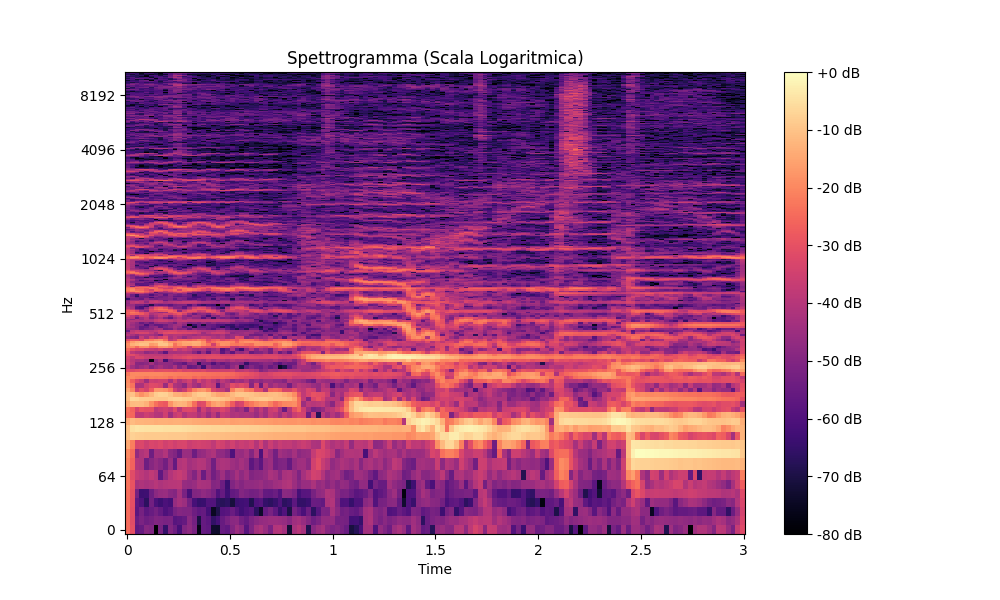 Spettrogramma (Scala Logaritmica)
8192
4096
2048
1024
512
256
128
64
0
Hz
0
0.5
1
1.5
2
2.5
3
Time
+0 dB
-10 dB
-20 dB
-30 dB
-40 dB
-50 dB
-60 dB
-70 dB
-80 dB